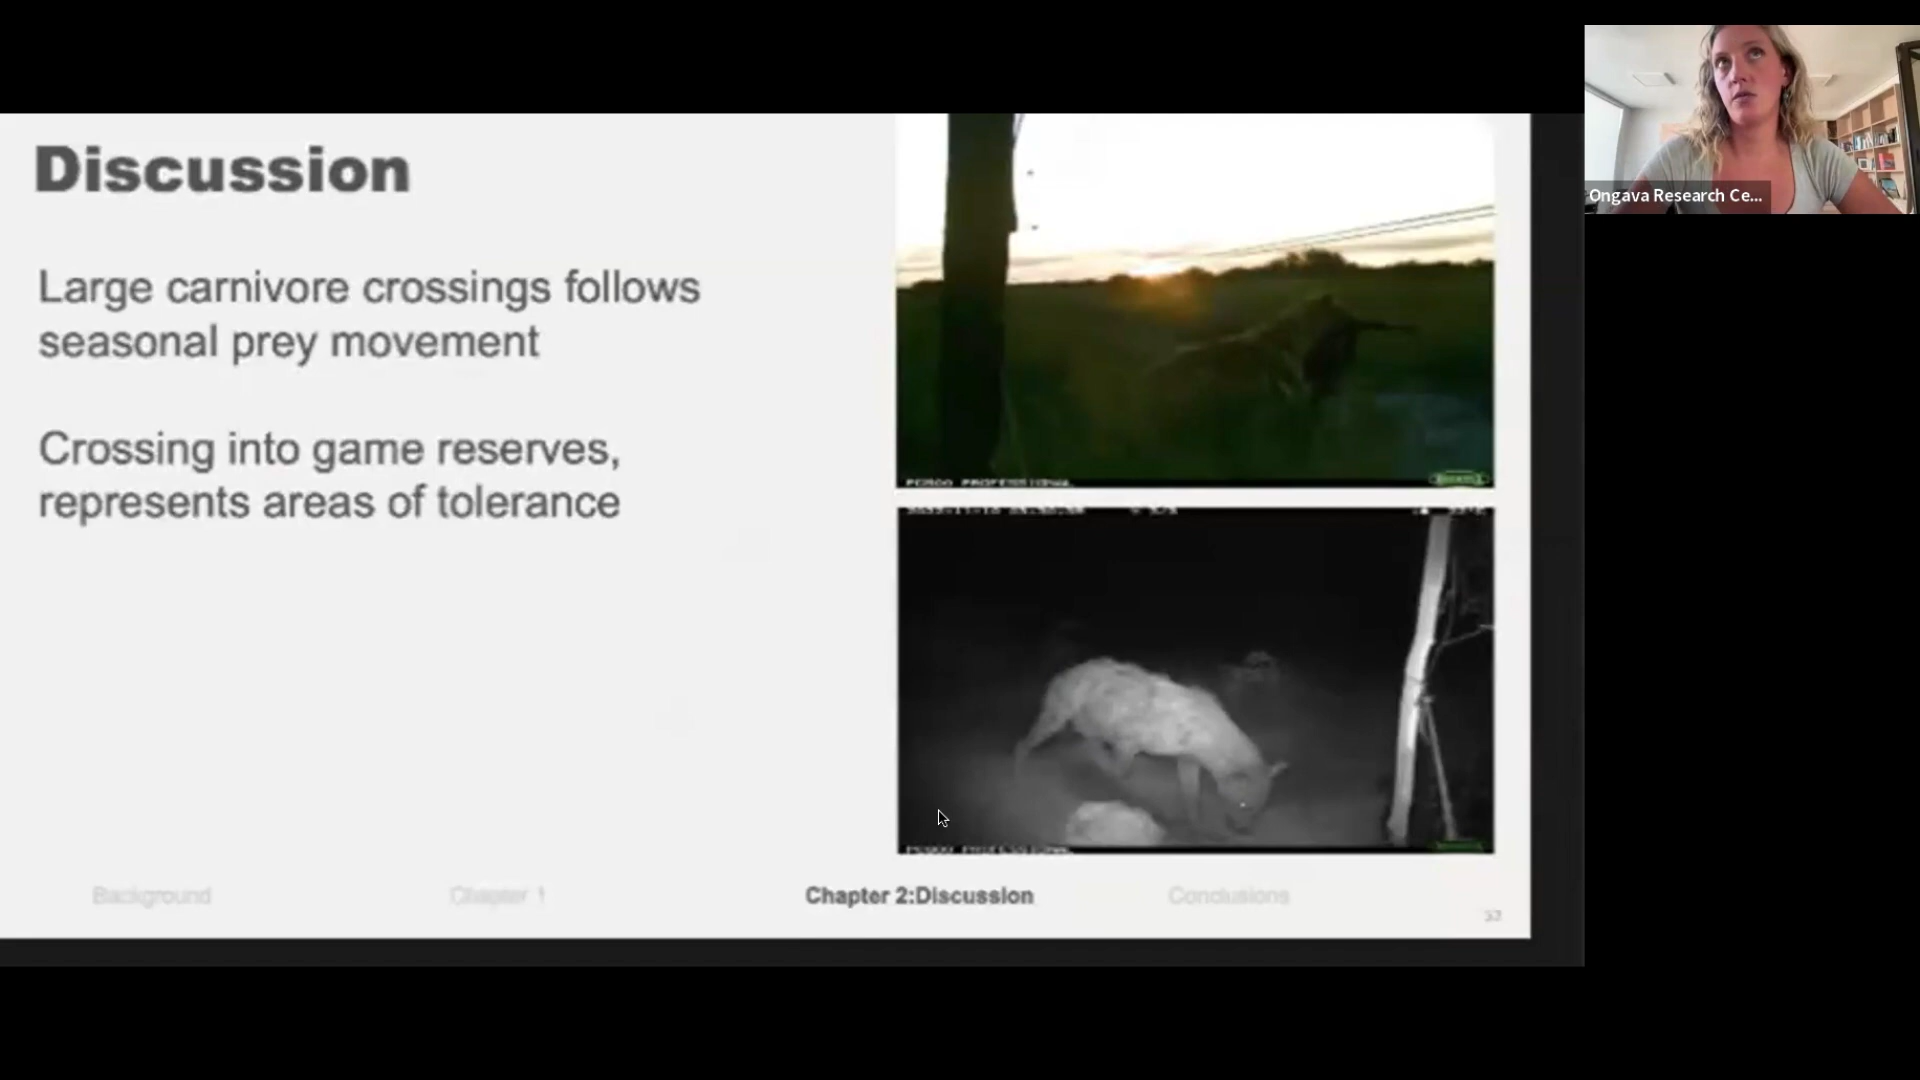 Discussion
Large carnivore crossings follows
seasonal prey movement
Crossing into game reserves,
represents areas of tolerance
Background
Chapter 1
Chapter 2:Discussion
Conclusions
Ongava Research Ce...